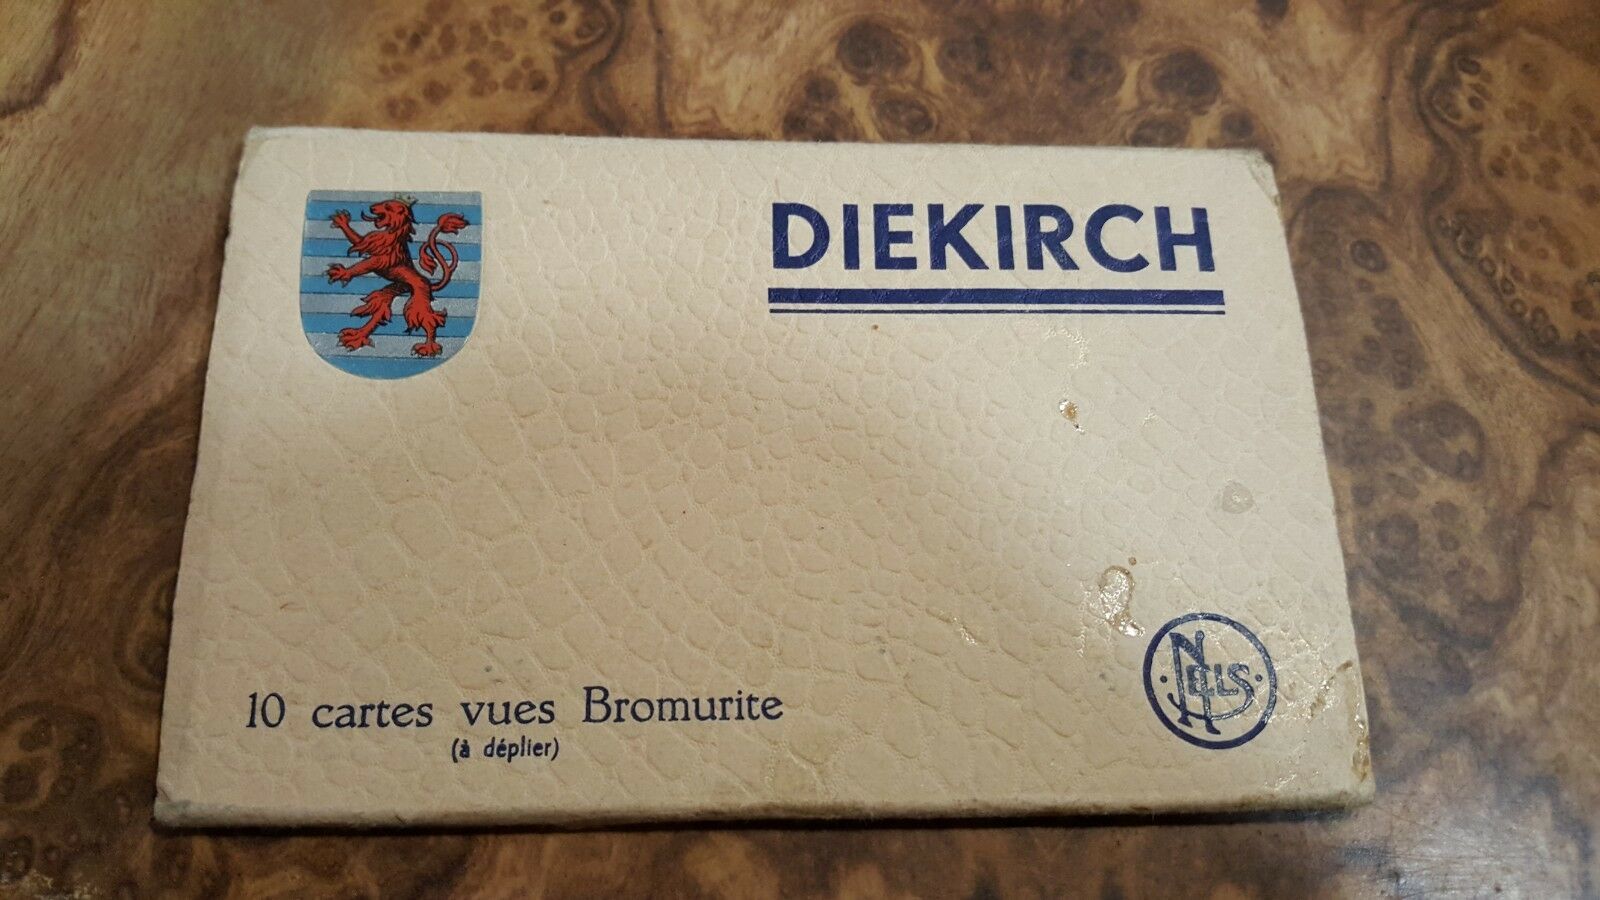 DIEKIRCH
10 cartes vues Bromurite
(à déplier)
NELS